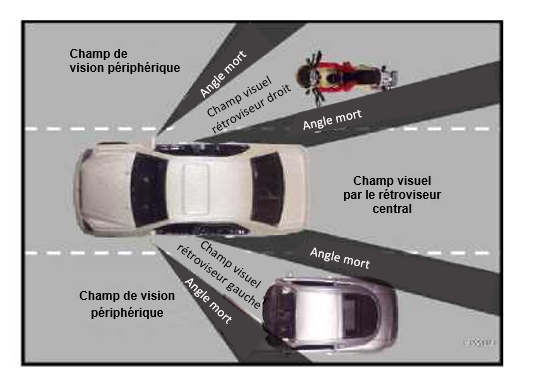 Champ de
vision périphérique
Angle mort
Champ visuel
rétroviseur droit
Angle mort
Champ visuel
par le rétroviseur
central
Angle mort
Champ visuel
rétroviseur gauche
Angle mort
Champ de vision
périphérique